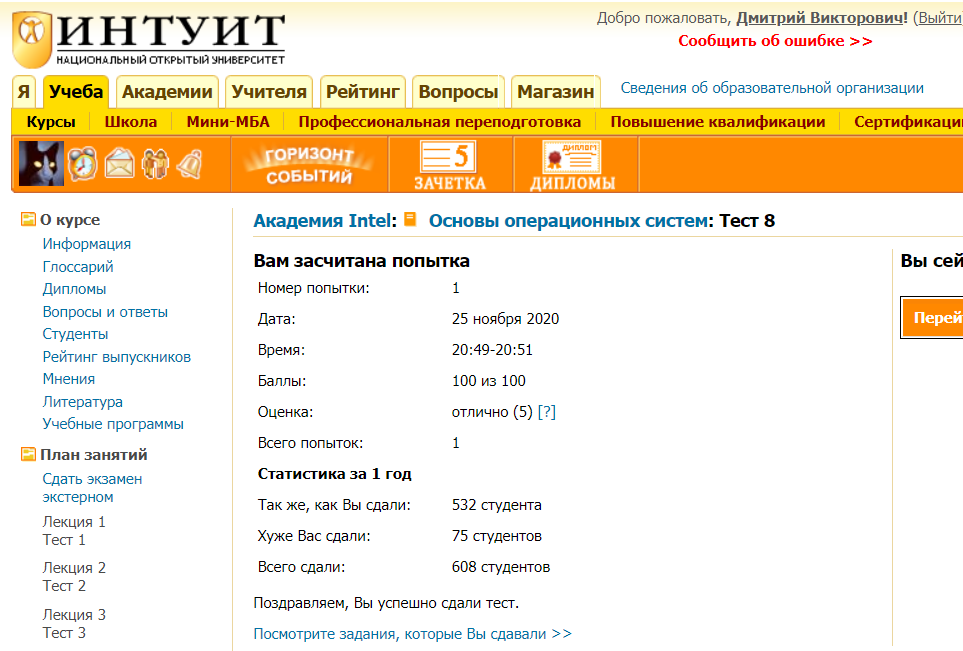 ИНТУИТ
НАЦИОНАЛЬНЫЙ ОТКРЫТЫЙ УНИВЕРСИТЕТ
Добро пожаловать, Дмитрий Викторович! (Выйти
Сообщить об ошибке >>
Я Учеба Академии Учителя Рейтинг Вопросы Магазин Сведения об образовательной организации
Курсы Школа Мини-МБА Профессиональная переподготовка Повышение квалификации Сертификаци
ГОРИЗОНТ СОБЫТИЙ
5 ЗАЧЕТКА
ДИПЛОМ ДИПЛОМЫ
О курсе
Информация
Глоссарий
Дипломы
Вопросы и ответы
Студенты
Рейтинг выпускников
Мнения
Литература
Учебные программы
План занятий
Сдать экзамен
экстерном
Лекция 1
Тест 1
Лекция 2
Тест 2
Лекция 3
Тест 3
Академия Intel: Основы операционных систем: Тест 8
Вам засчитана попытка
Номер попытки: 1
Дата: 25 ноября 2020
Время: 20:49-20:51
Баллы: 100 из 100
Оценка: отлично (5) [?]
Всего попыток: 1
Статистика за 1 год
Так же, как Вы сдали: 532 студента
Хуже Вас сдали: 75 студентов
Всего сдали: 608 студентов
Поздравляем, Вы успешно сдали тест.
Посмотрите задания, которые Вы сдавали >>
Вы сей
Перей